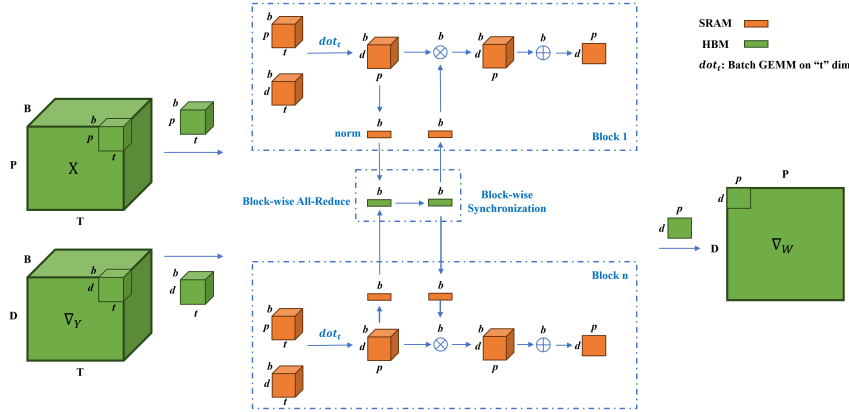 SRAM
HBM
dot_t: Batch GEMM on “t” dim
B
P
X
T
b
p
t
b
p
t
B
D
∇_Y
T
b
d
t
b
d
t
b
p
t
b
d
t
dot_t
b
d
p
b
b
d
p
b
p
d
norm
b
b
Block 1
Block-wise All-Reduce
b
b
Block-wise
Synchronization
Block n
b
b
b
p
t
b
d
t
dot_t
b
d
p
b
b
d
p
b
p
d
p
d
P
D
p
d
∇_W